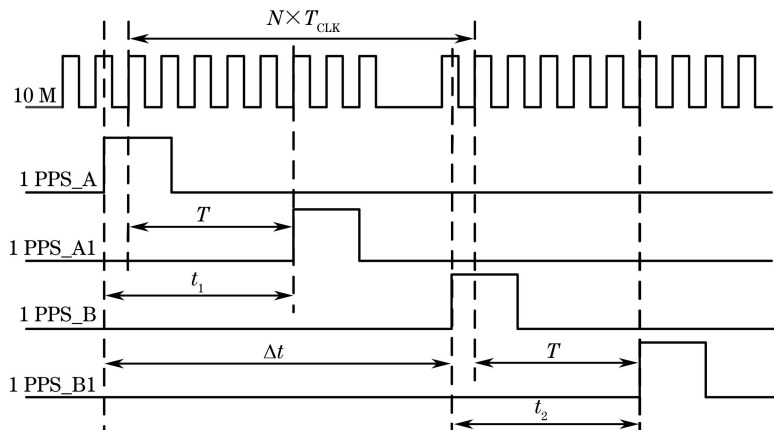 N × T_CLK
10 M
1 PPS_A
T
1 PPS_A1
t_1
1 PPS_B
Δt
T
1 PPS_B1
t_2